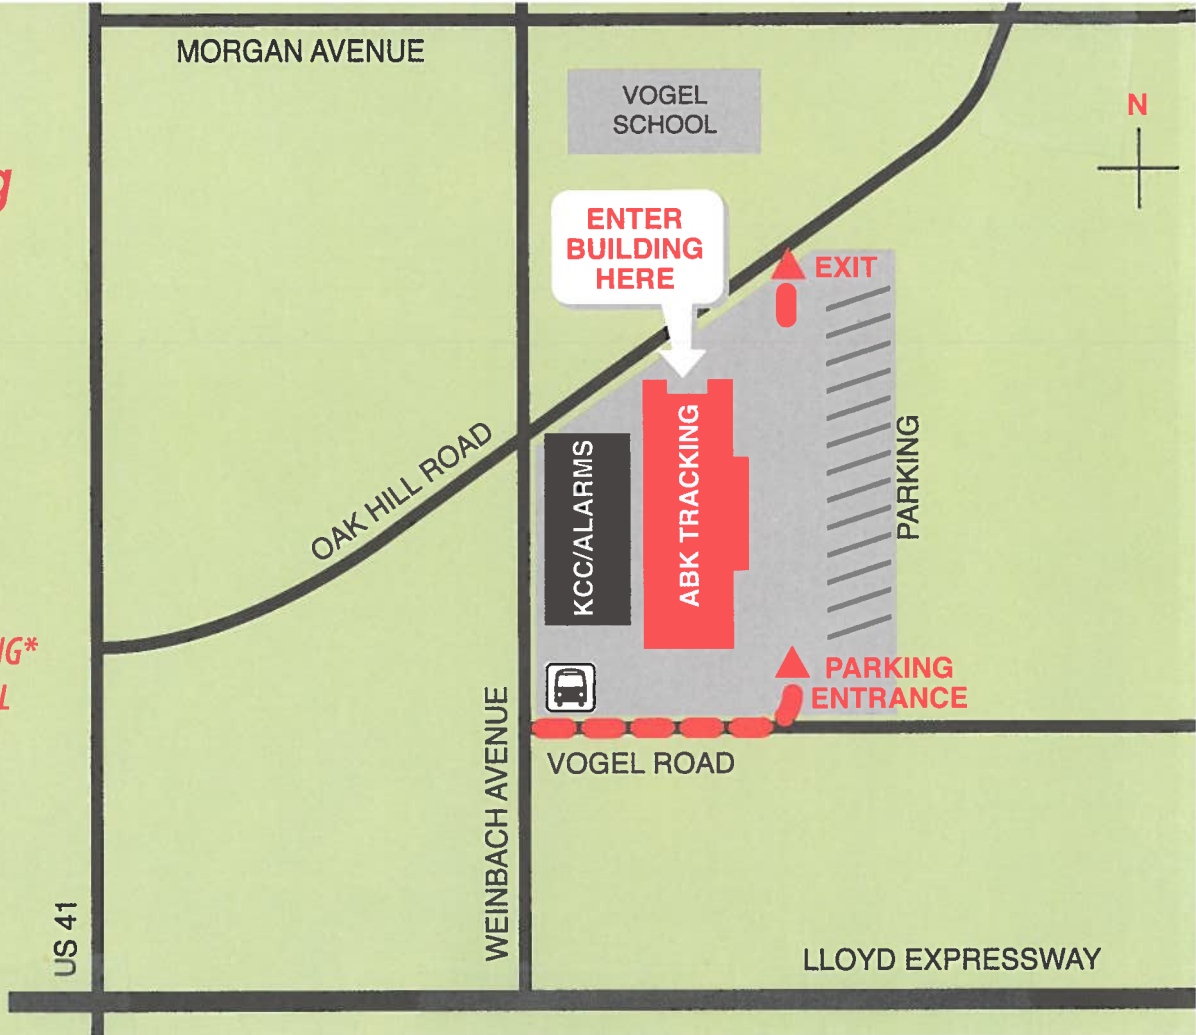 MORGAN AVENUE
VOGEL
SCHOOL
N
g
ENTER
BUILDING
HERE
EXIT
OAK HILL ROAD
KCC/ALARMS
ABK TRACKING
PARKING
NG*
L
PARKING
ENTRANCE
VOGEL ROAD
WEINBACH AVENUE
US 41
LLOYD EXPRESSWAY